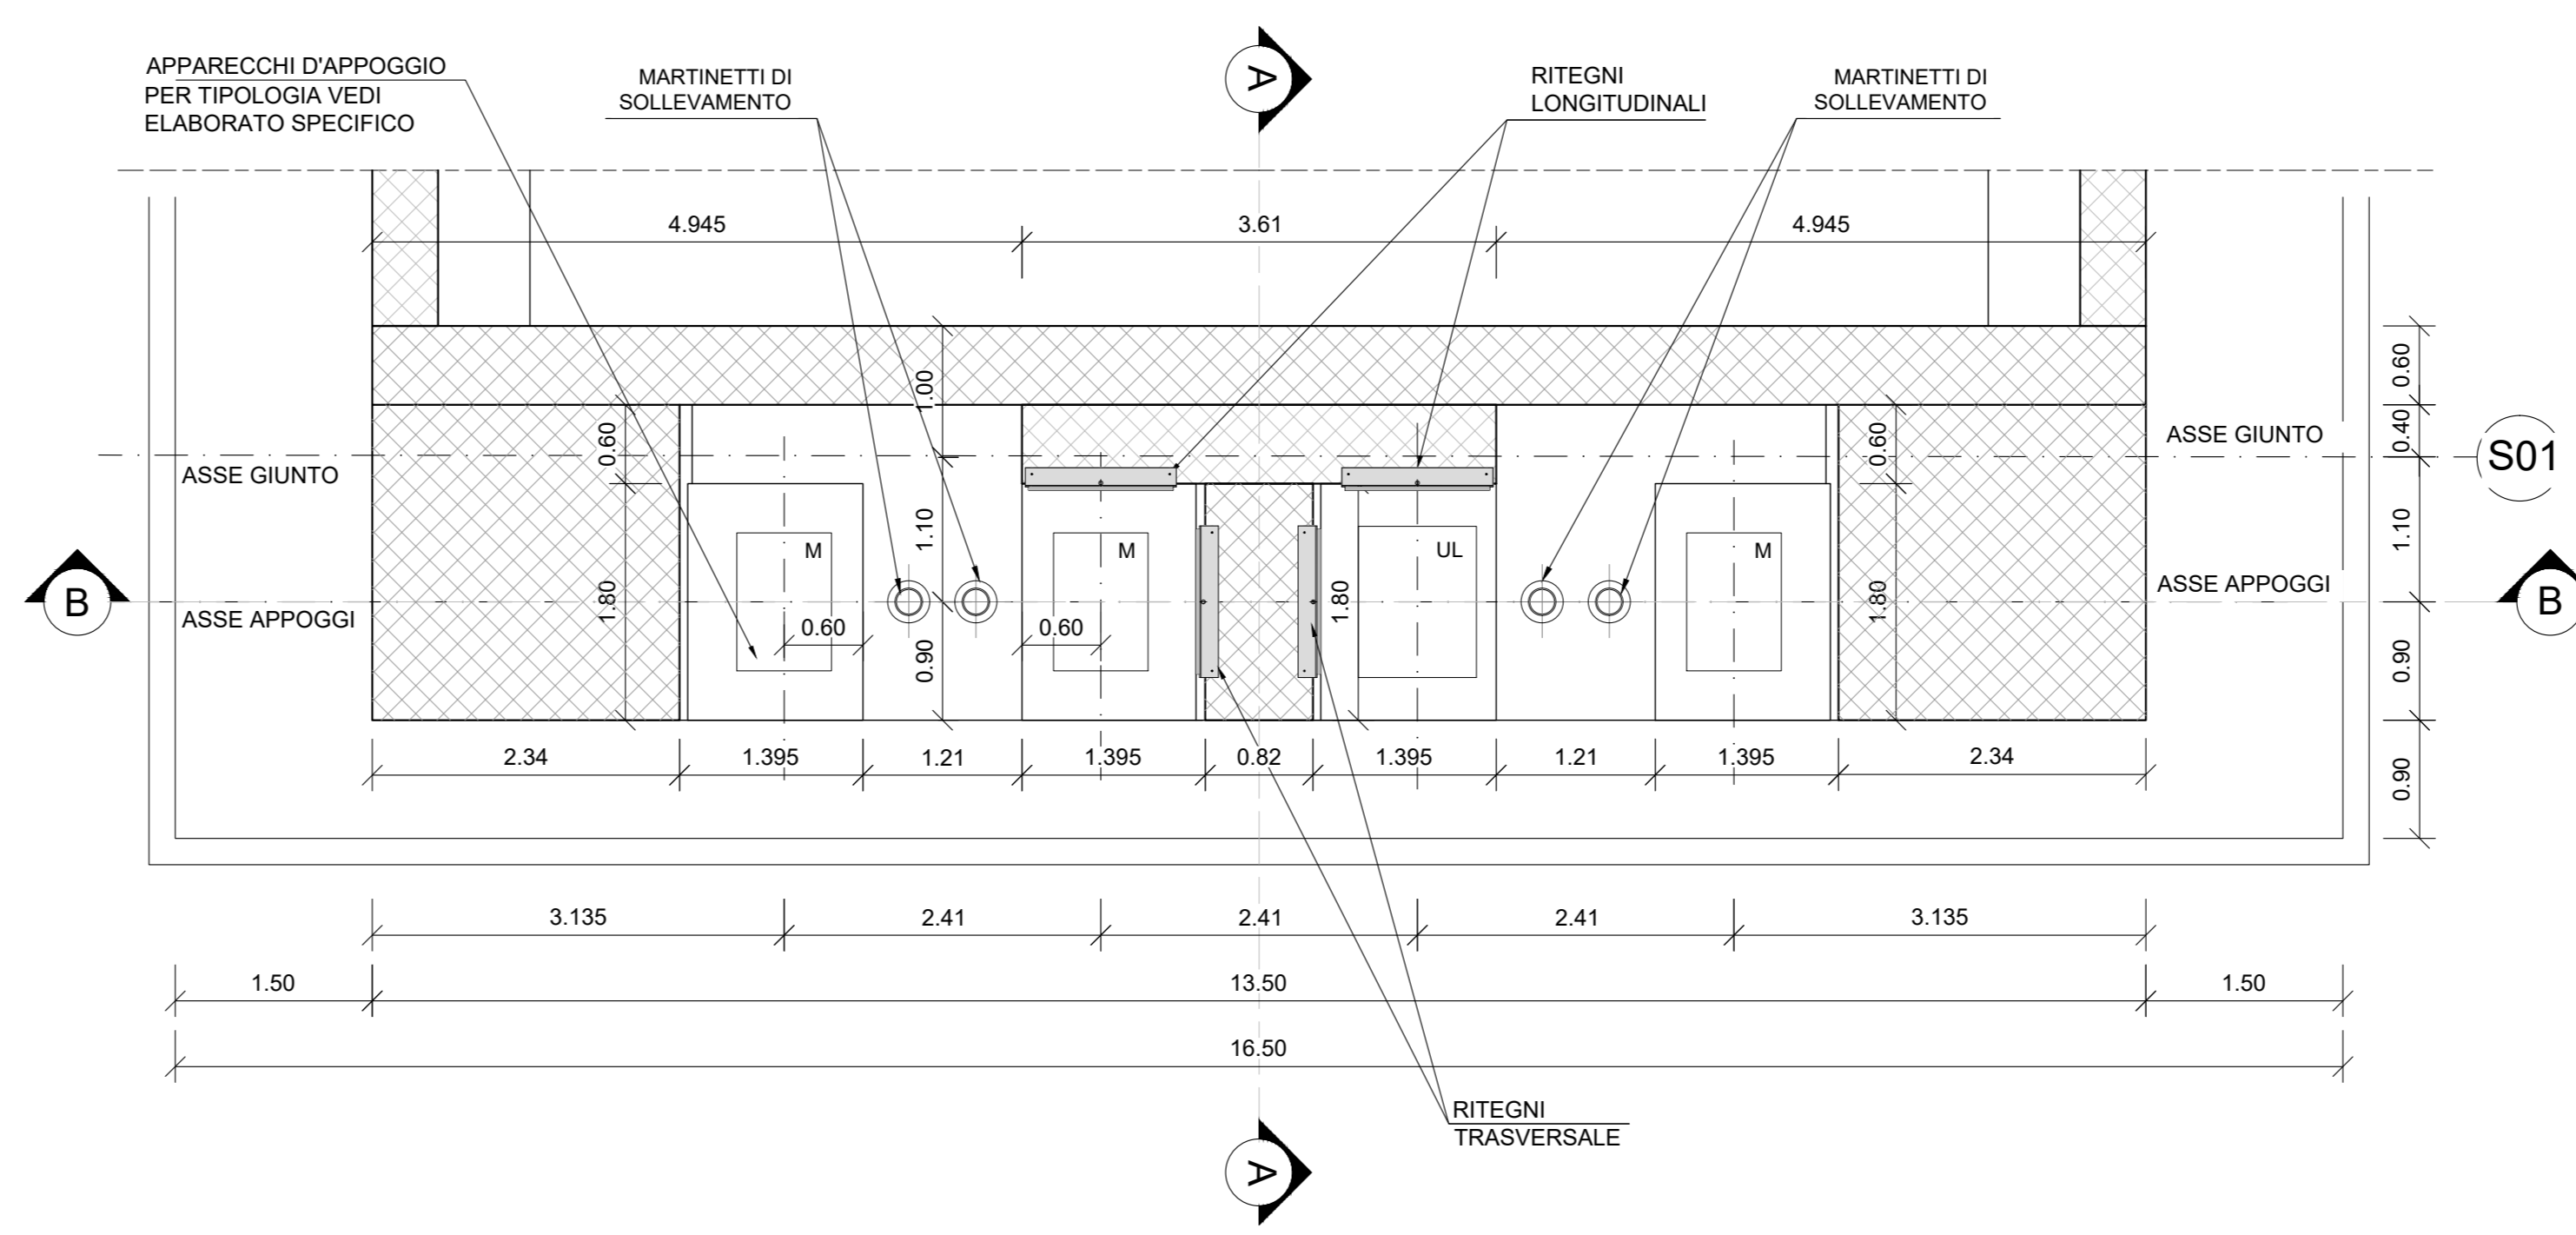 A
APPARECCHI D'APPOGGIO
PER TIPOLOGIA VEDI
ELABORATO SPECIFICO
MARTINETTI DI
SOLLEVAMENTO
RITEGNI
LONGITUDINALI
MARTINETTI DI
SOLLEVAMENTO
4.945
3.61
4.945
1.00
0.60
0.60
0.40
0.60
ASSE GIUNTO
ASSE GIUNTO
S01
1.10
1.10
M
M
UL
M
B
ASSE APPOGGI
1.80
0.60
0.60
1.80
1.80
ASSE APPOGGI
B
0.90
0.90
2.34
1.395
1.21
1.395
0.82
1.395
1.21
1.395
2.34
0.90
3.135
2.41
2.41
2.41
3.135
1.50
13.50
1.50
16.50
RITEGNI
TRASVERSALE
A